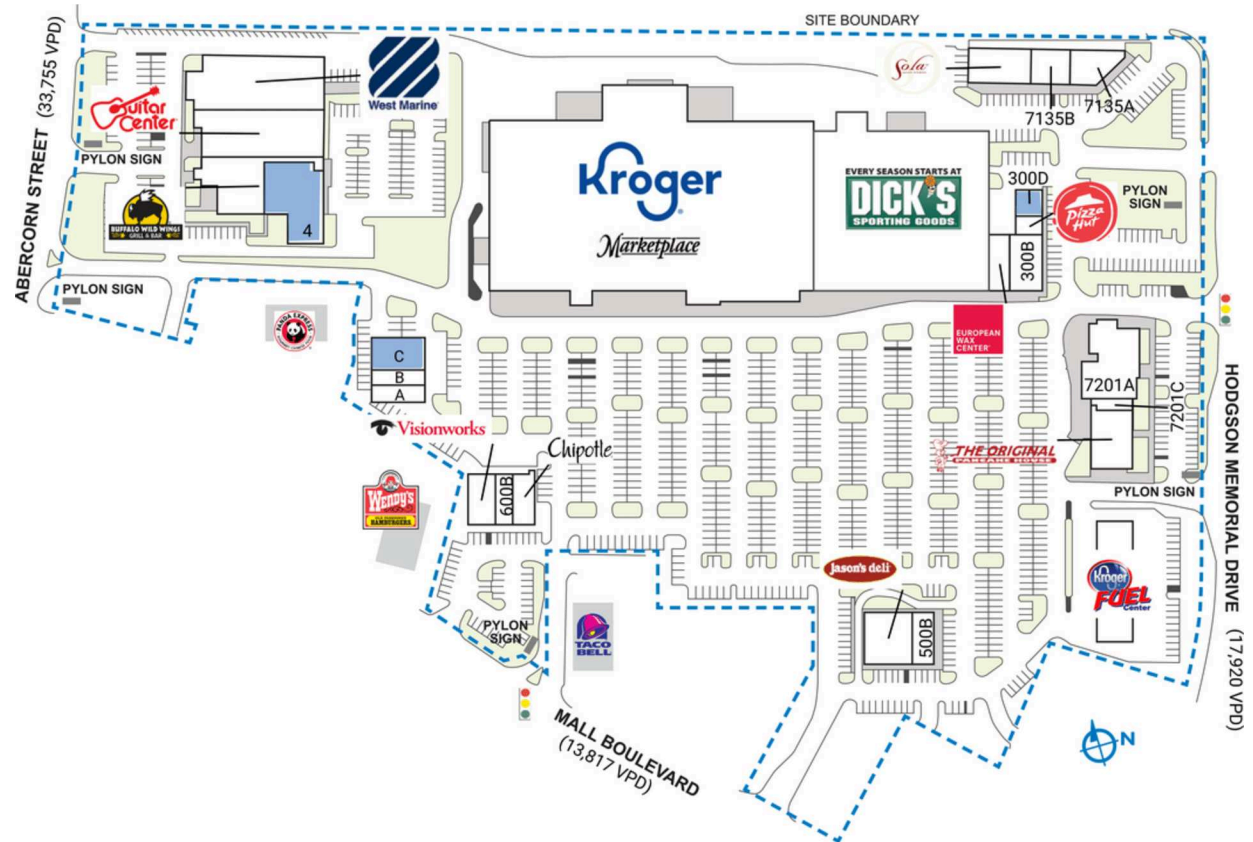 SITE BOUNDARY
ABERCORN STREET (33,755 VPD)
Guitar
Center
PYLON SIGN
BUFFALO WILD WINGS
GRILL & BAR
PYLON SIGN
West Marine
4
Kroger
Marketplace
EVERY SEASON STARTS AT
DICK'S
SPORTING GOODS
Sola
7135B
7135A
300D
300B
Pizza
Hut
PYLON
SIGN
EUROPEAN
WAX
CENTER
PANDA EXPRESS
C
B
A
Visionworks
Chipotle
600B
WENDY'S
OLD FASHIONED
HAMBURGERS
PYLON
SIGN
TACO
BELL
MALL BOULEVARD
(13,817 VPD)
Jason's deli
500B
THE ORIGINAL
PANCAKE HOUSE
7201A
7201C
PYLON SIGN
Kroger
FUEL
Center
HODGSON MEMORIAL DRIVE (17,920 VPD)
N